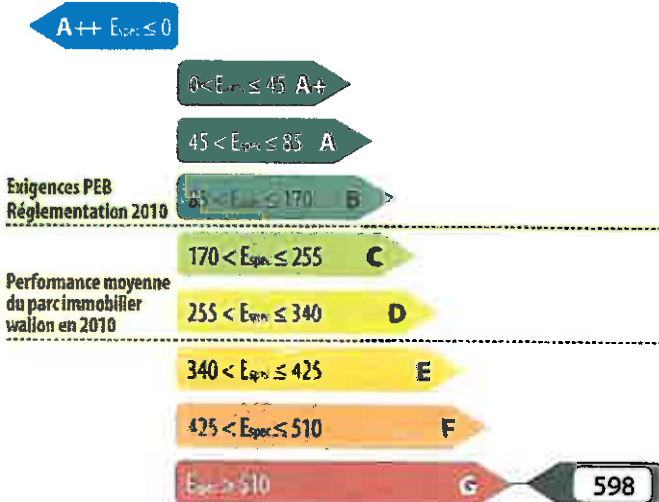 A++ Espec ≤ 0
0 < Espec ≤ 45 A+
45 < Espec ≤ 85 A
Exigences PEB
Réglementation 2010
85 < Espec ≤ 170 B
170 < Espec ≤ 255 C
Performance moyenne
du parc immobilier
wallon en 2010
255 < Espec ≤ 340 D
340 < Espec ≤ 425 E
425 < Espec ≤ 510 F
Espec > 510 G
598